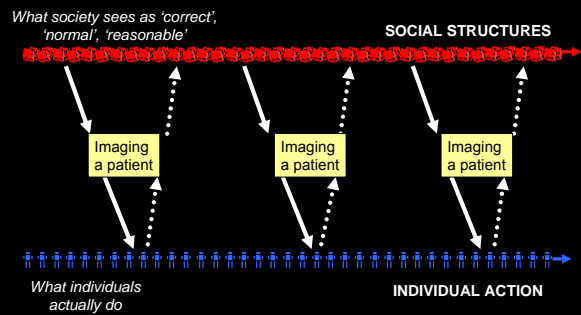 What society sees as ‘correct’,
‘normal’, ‘reasonable’
SOCIAL STRUCTURES
Imaging
a patient
Imaging
a patient
Imaging
a patient
What individuals
actually do
INDIVIDUAL ACTION